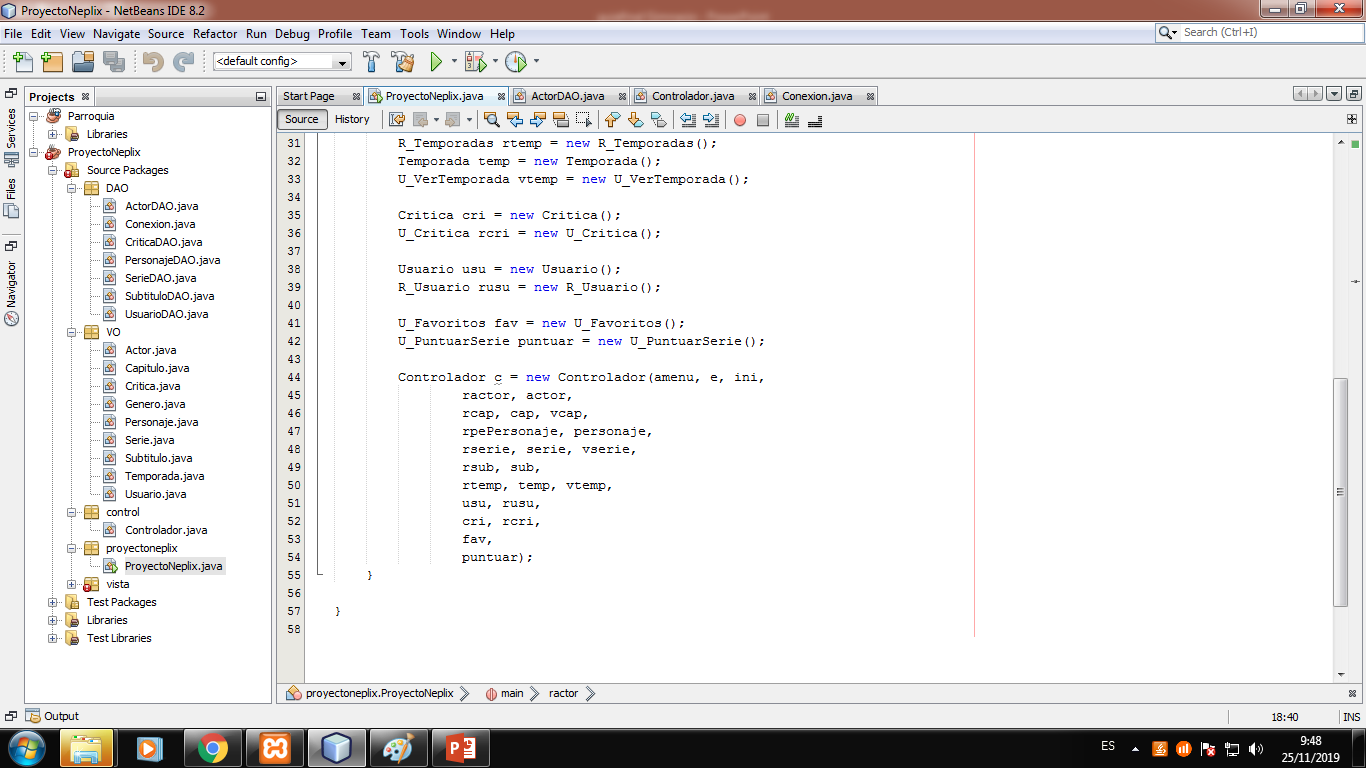 ProyectoNeplix - NetBeans IDE 8.2
File Edit View Navigate Source Refactor Run Debug Profile Team Tools Window Help
Search (Ctrl+I)
<default config>
Projects
Start Page ProyectoNeplix.java ActorDAO.java Controlador.java Conexion.java
Source History
Services
Files
Navigator
Parroquia
Libraries
ProyectoNeplix
Source Packages
DAO
ActorDAO.java
Conexion.java
CriticaDAO.java
PersonajeDAO.java
SerieDAO.java
SubtituloDAO.java
UsuarioDAO.java
VO
Actor.java
Capitulo.java
Critica.java
Genero.java
Personaje.java
Serie.java
Subtitulo.java
Temporada.java
Usuario.java
control
Controlador.java
proyectoneplix
ProyectoNeplix.java
vista
Test Packages
Libraries
Test Libraries
31 R_Temporadas rtemp = new R_Temporadas();
32 Temporada temp = new Temporada();
33 U_VerTemporada vtemp = new U_VerTemporada();
34
35 Critica cri = new Critica();
36 U_Critica rcri = new U_Critica();
37
38 Usuario usu = new Usuario();
39 R_Usuario rusu = new R_Usuario();
40
41 U_Favoritos fav = new U_Favoritos();
42 U_PuntuarSerie puntuar = new U_PuntuarSerie();
43
44 Controlador c = new Controlador(amenu, e, ini,
45 ractor, actor,
46 rcap, cap, vcap,
47 rpePersonaje, personaje,
48 rserie, serie, vserie,
49 rsub, sub,
50 rtemp, temp, vtemp,
51 usu, rusu,
52 cri, rcri,
53 fav,
54 puntuar);
55 }
56
57 }
58
proyectoneplix.ProyectoNeplix main ractor
Output
18:40 INS
ES
9:48
25/11/2019